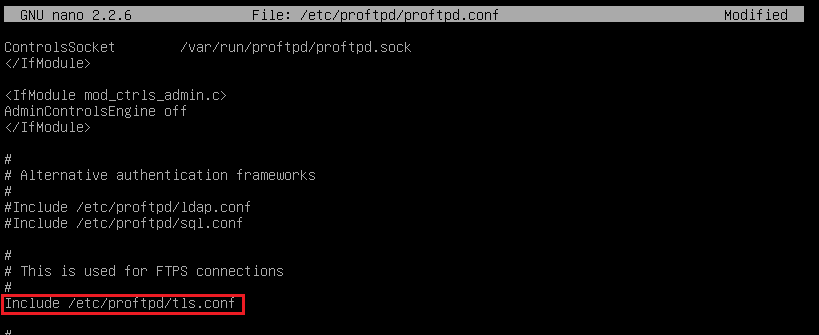 GNU nano 2.2.6 File: /etc/proftpd/proftpd.conf Modified
ControlsSocket /var/run/proftpd/proftpd.sock
</IfModule>
<IfModule mod_ctrls_admin.c>
AdminControlsEngine off
</IfModule>
#
# Alternative authentication frameworks
#
#Include /etc/proftpd/ldap.conf
#Include /etc/proftpd/sql.conf
#
# This is used for FTPS connections
#
Include /etc/proftpd/tls.conf
#